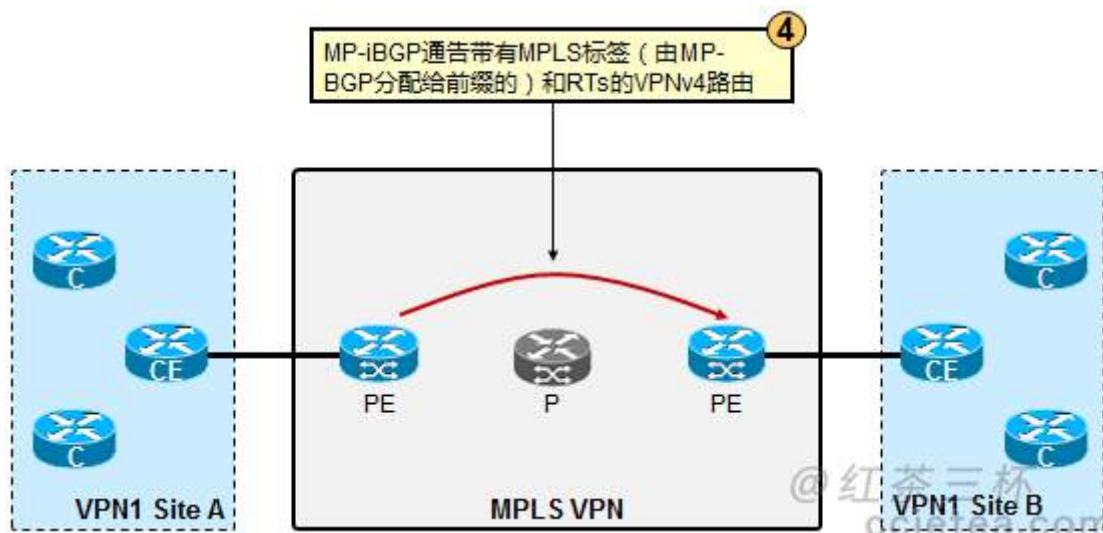 4
MP-iBGP通告带有MPLS标签（由MP-
BGP分配给前缀的）和RTs的VPNv4路由
C
C
CE
CE
PE
P
PE
C
C
VPN1 Site A
MPLS VPN
VPN1 Site B
@红茶三杯
ccietea.com